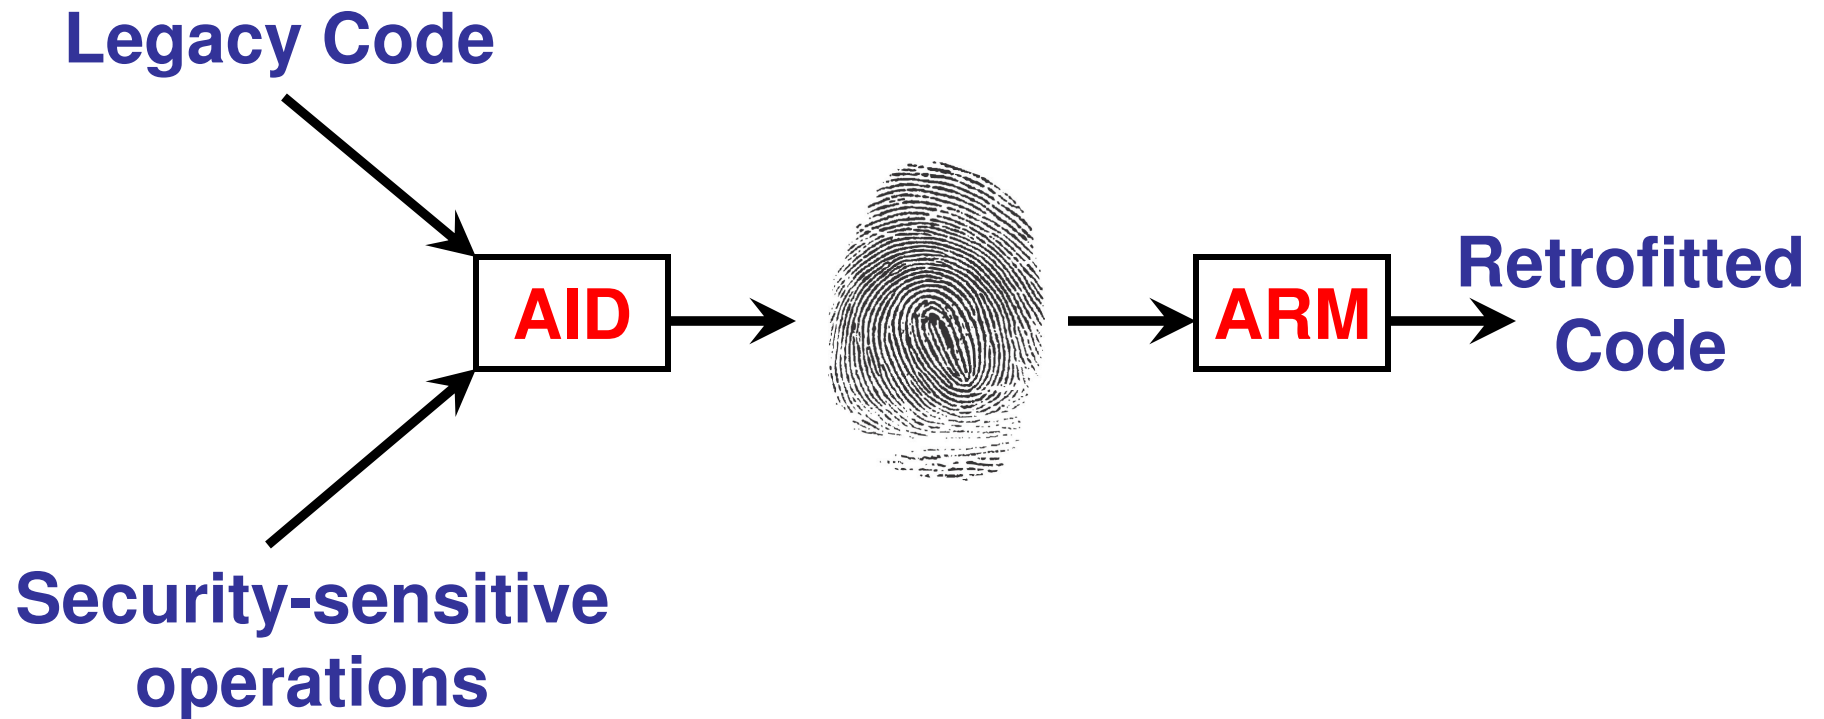 Legacy Code
AID
ARM
Retrofitted
Code
Security-sensitive
operations